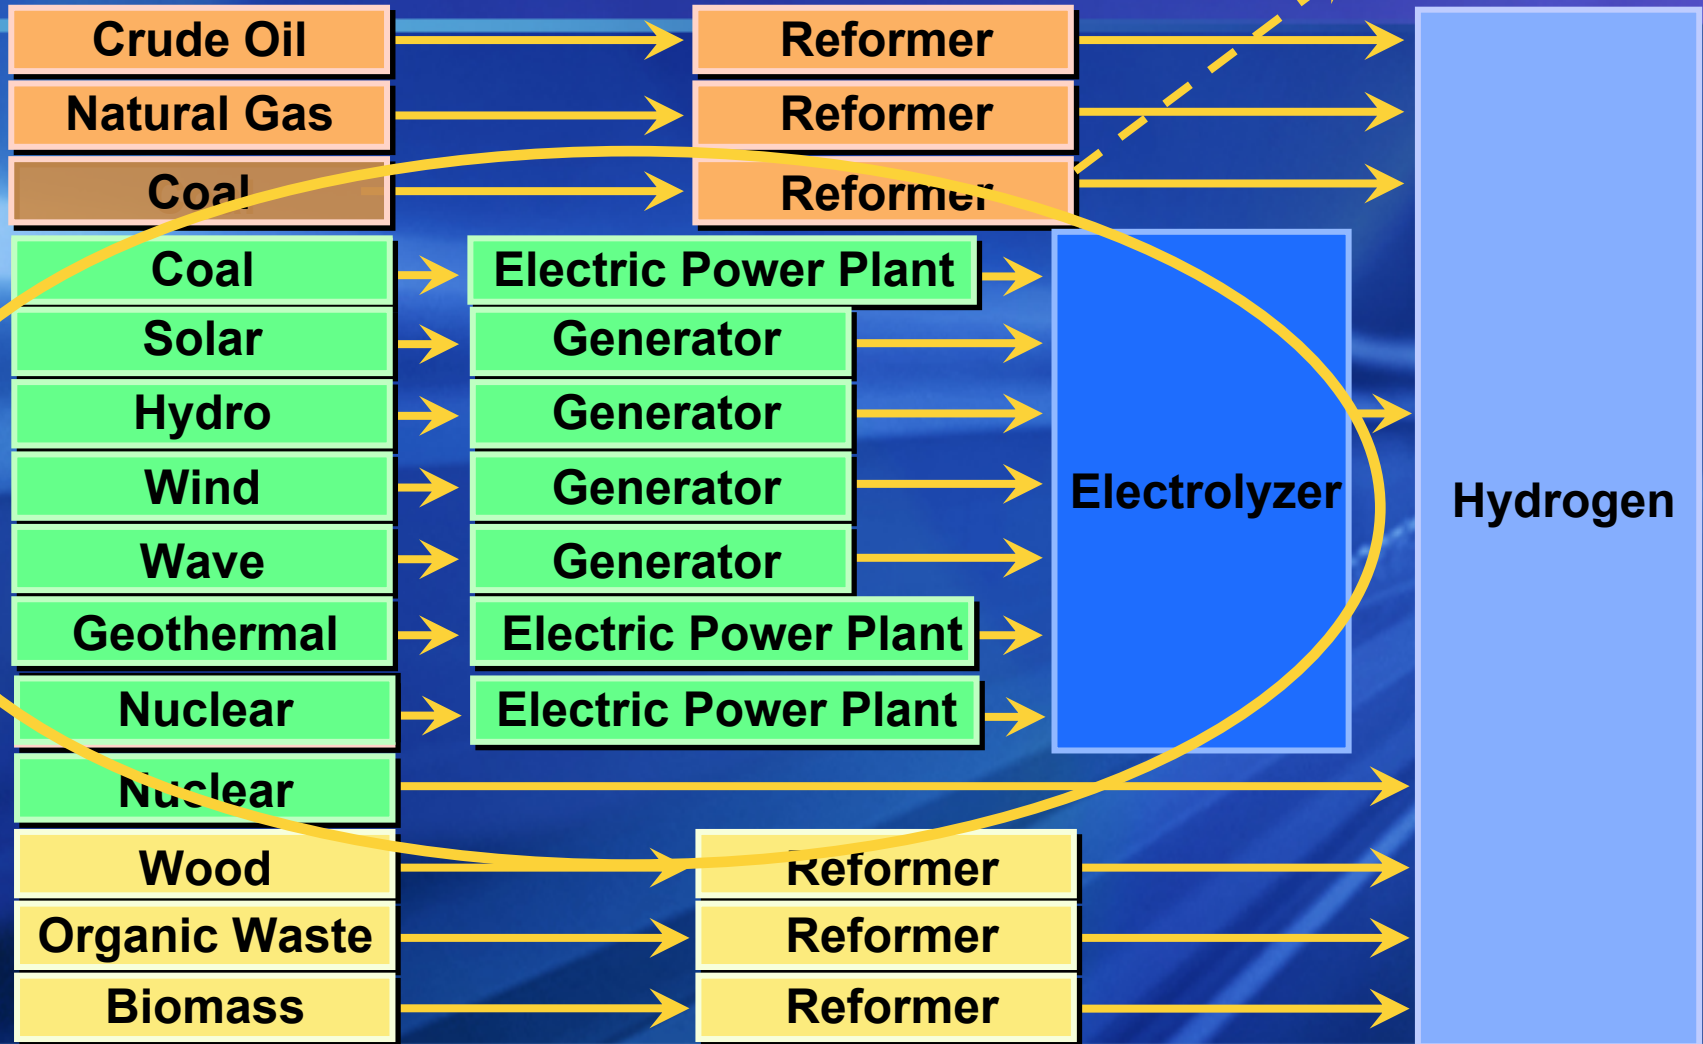 Crude Oil
Reformer
Natural Gas
Reformer
Coal
Reformer
Coal
Electric Power Plant
Solar
Generator
Hydro
Generator
Wind
Generator
Electrolyzer
Hydrogen
Wave
Generator
Geothermal
Electric Power Plant
Nuclear
Electric Power Plant
Nuclear
Wood
Reformer
Organic Waste
Reformer
Biomass
Reformer